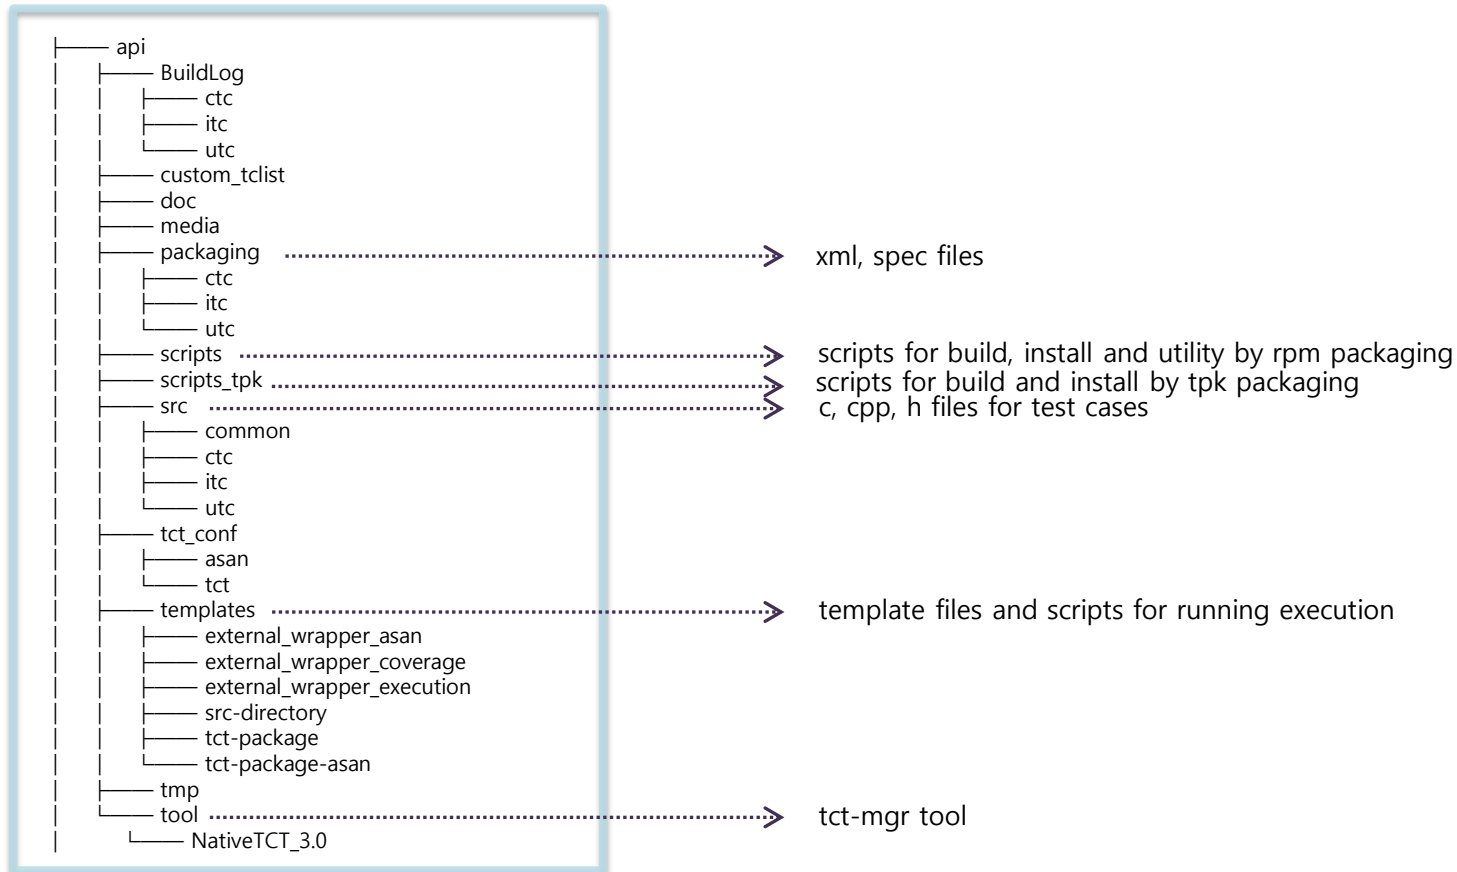 ├─── api
│ ├─── BuildLog
│ │ ├─── ctc
│ │ ├─── itc
│ │ └─── utc
│ ├─── custom_tclist
│ ├─── doc
│ ├─── media
│ ├─── packaging xml, spec files
│ │ ├─── ctc
│ │ ├─── itc
│ │ └─── utc
│ ├─── scripts scripts for build, install and utility by rpm packaging
│ ├─── scripts_tpk scripts for build and install by tpk packaging
│ ├─── src c, cpp, h files for test cases
│ │ ├─── common
│ │ ├─── ctc
│ │ ├─── itc
│ │ └─── utc
│ ├─── tct_conf
│ │ ├─── asan
│ │ └─── tct
│ ├─── templates template files and scripts for running execution
│ │ ├─── external_wrapper_asan
│ │ ├─── external_wrapper_coverage
│ │ ├─── external_wrapper_execution
│ │ ├─── src-directory
│ │ ├─── tct-package
│ │ └─── tct-package-asan
│ ├─── tmp
│ └─── tool tct-mgr tool
│ └─── NativeTCT_3.0